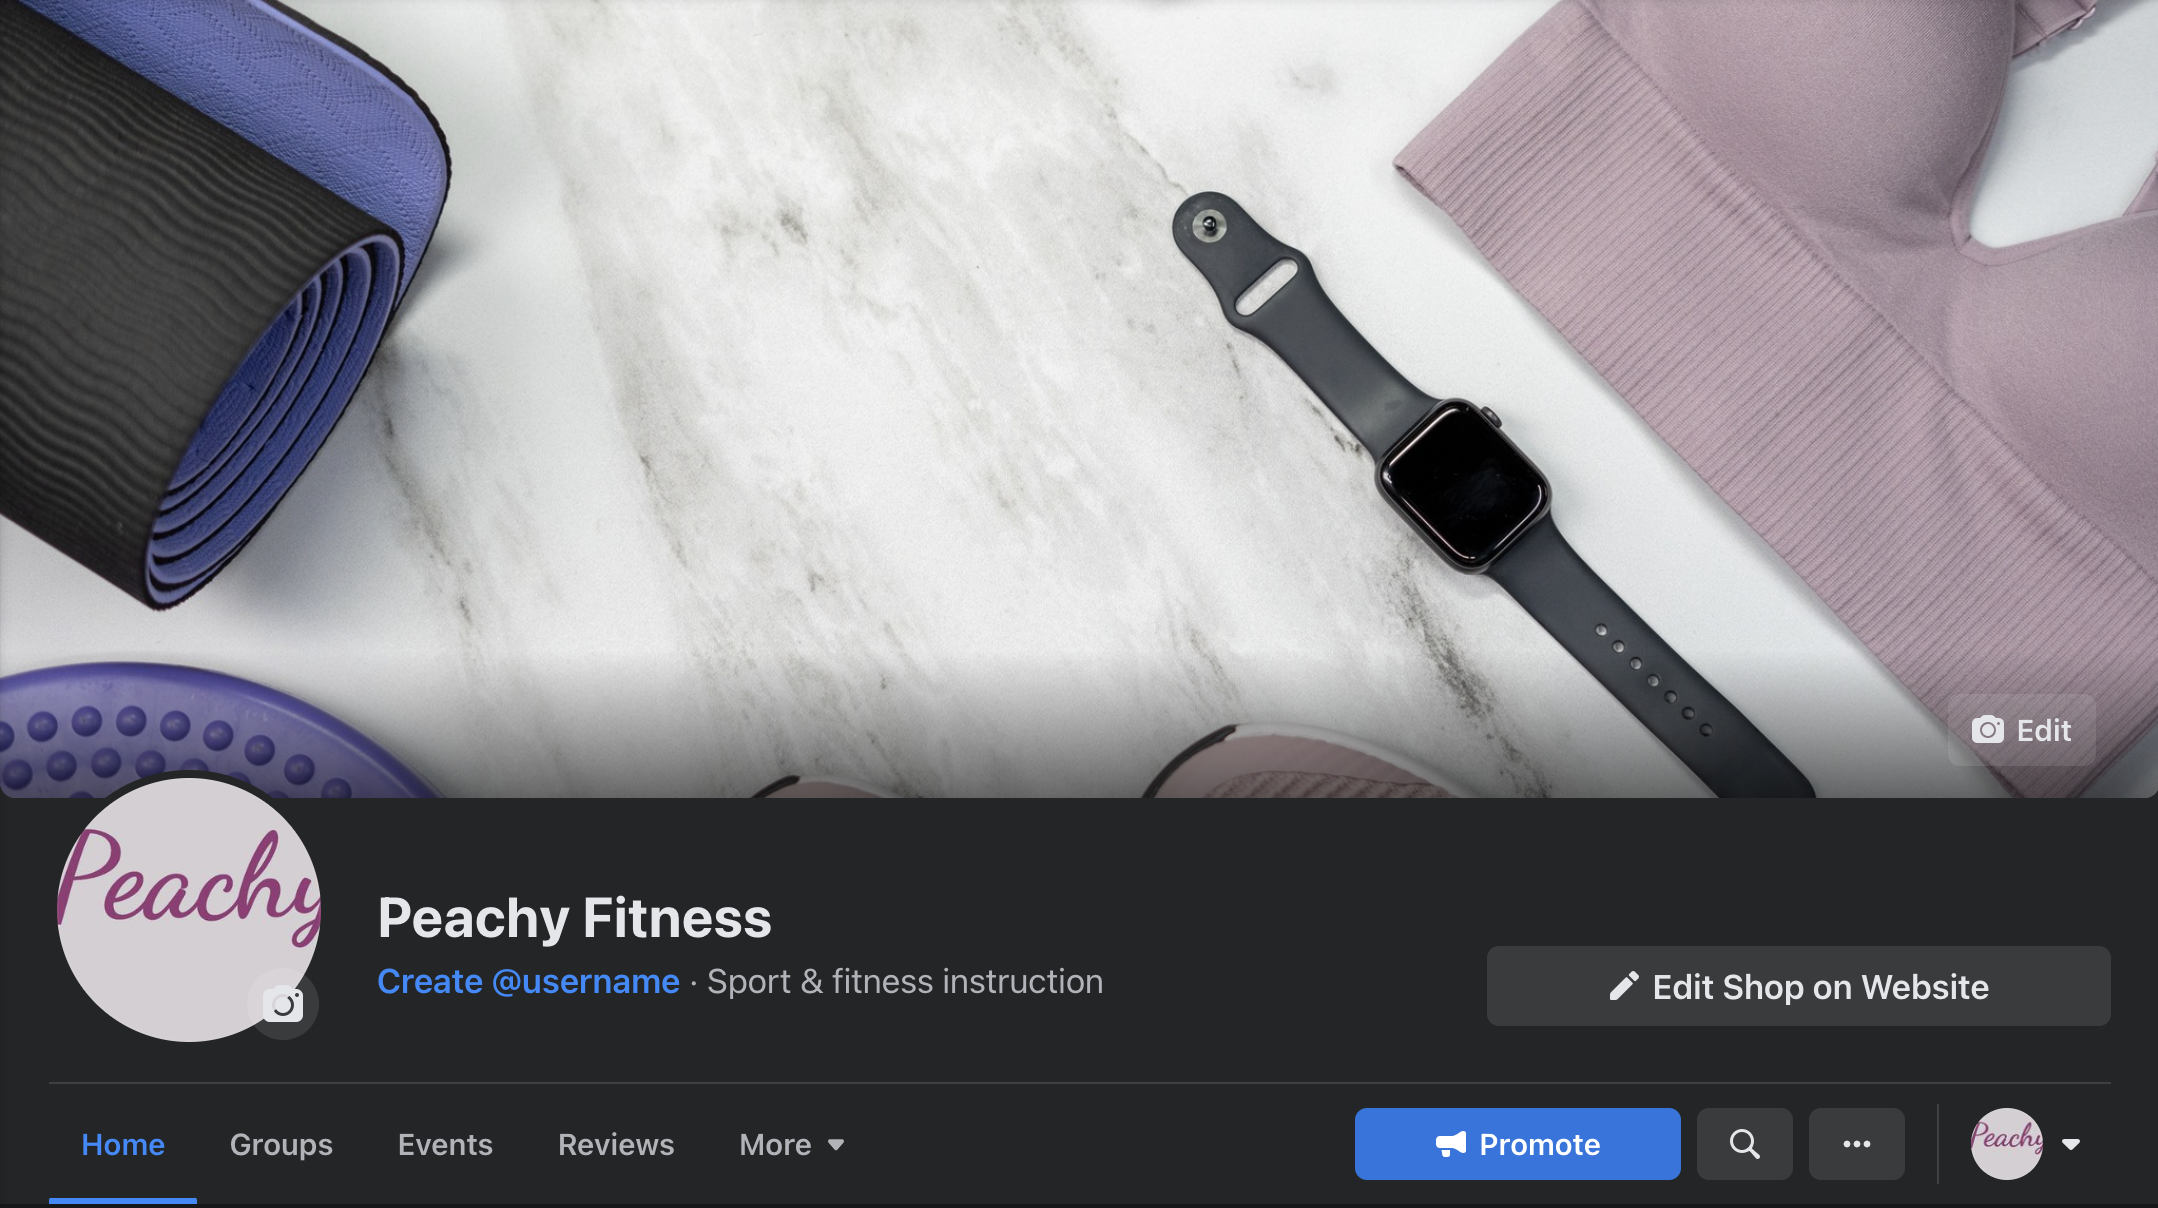 Edit
Peachy
Peachy Fitness
Create @username · Sport & fitness instruction
Edit Shop on Website
Home
Groups
Events
Reviews
More
Promote
Peachy